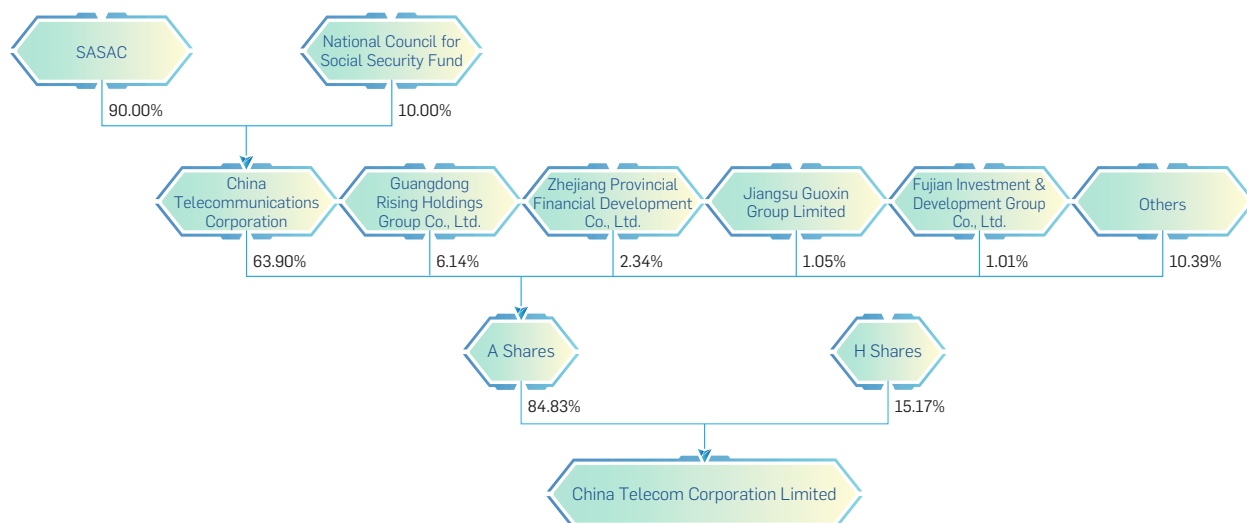 SASAC
National Council for
Social Security Fund
90.00%
10.00%
China
Telecommunications
Corporation
Guangdong
Rising Holdings
Group Co., Ltd.
Zhejiang Provincial
Financial Development
Co., Ltd.
Jiangsu Guoxin
Group Limited
Fujian Investment &
Development Group
Co., Ltd.
Others
63.90%
6.14%
2.34%
1.05%
1.01%
10.39%
A Shares
H Shares
84.83%
15.17%
China Telecom Corporation Limited